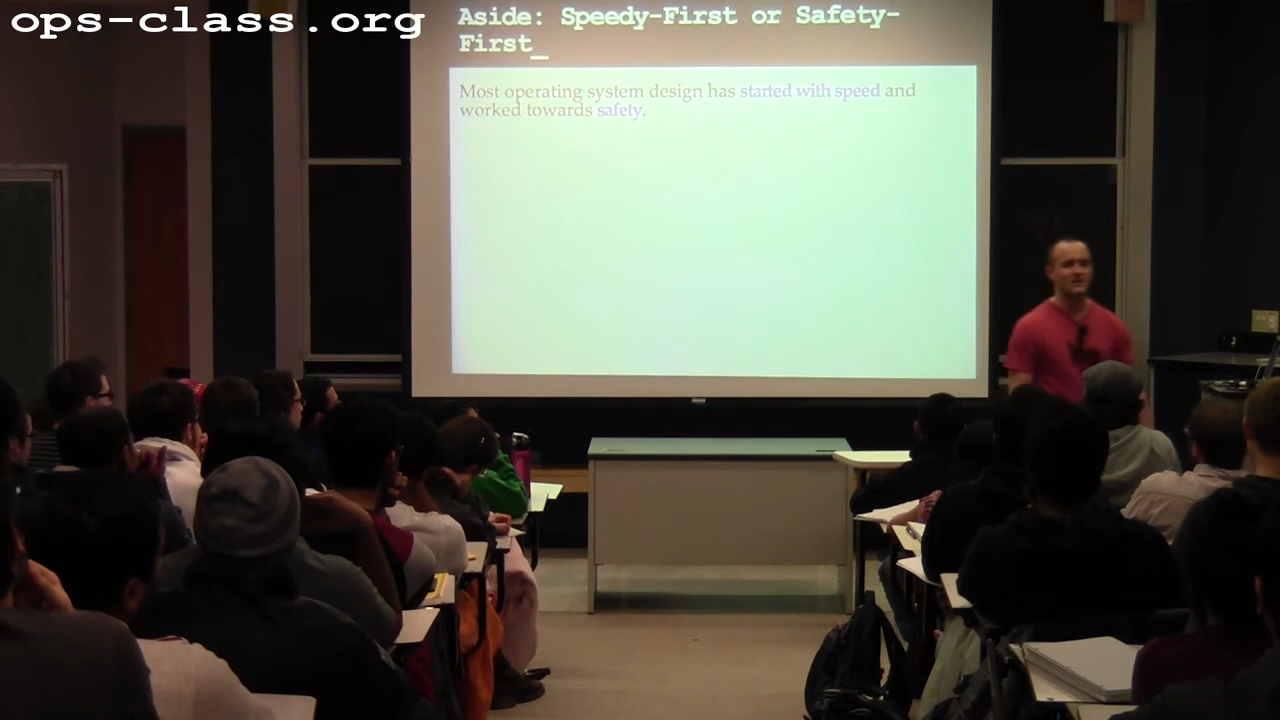 ops-class.org
Aside: Speedy-First or Safety-
First_
Most operating system design has started with speed and
worked towards safety.